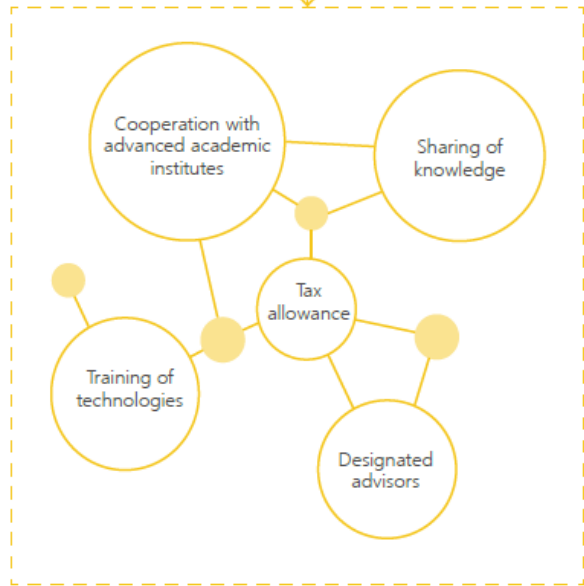 Cooperation with
advanced academic
institutes
Sharing of
knowledge
Tax
allowance
Training of
technologies
Designated
advisors